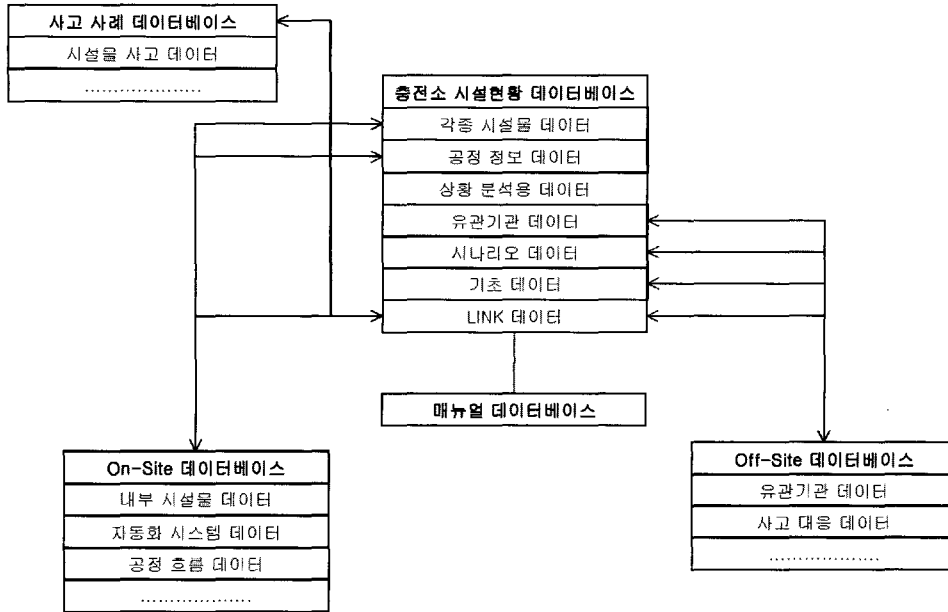 사고 사례 데이터베이스
시설물 사고 데이터
...................
충전소 시설현황 데이터베이스
각종 시설물 데이터
공정 정보 데이터
상황 분석용 데이터
유관기관 데이터
시나리오 데이터
기초 데이터
LINK 데이터
매뉴얼 데이터베이스
On-Site 데이터베이스
내부 시설물 데이터
자동화 시스템 데이터
공정 흐름 데이터
...................
Off-Site 데이터베이스
유관기관 데이터
사고 대응 데이터
...................